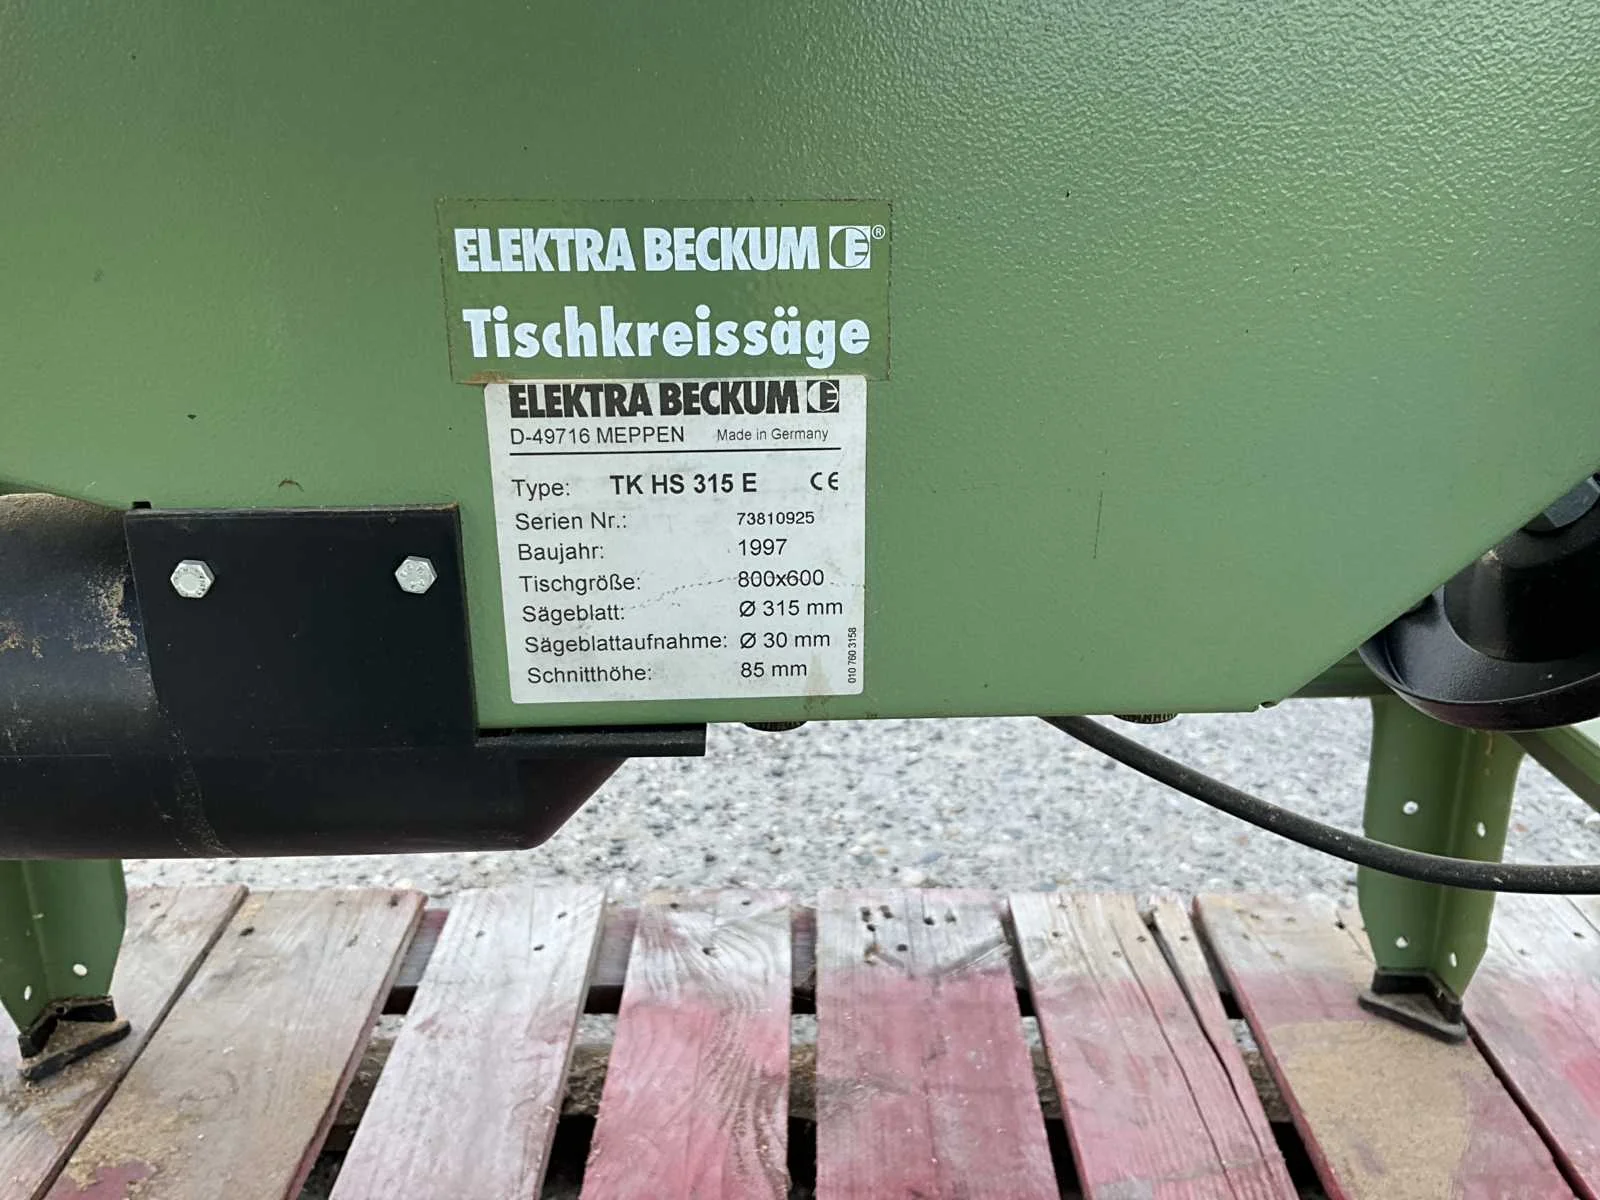 ELEKTRA BECKUM E®
Tischkreissäge
ELEKTRA BECKUM E
D-49716 MEPPEN Made in Germany
Type: TK HS 315 E CE
Serien Nr.: 73810925
Baujahr: 1997
Tischgröße: 800x600
Sägeblatt: Ø 315 mm
Sägeblattaufnahme: Ø 30 mm
Schnitthöhe: 85 mm
010 760 3158